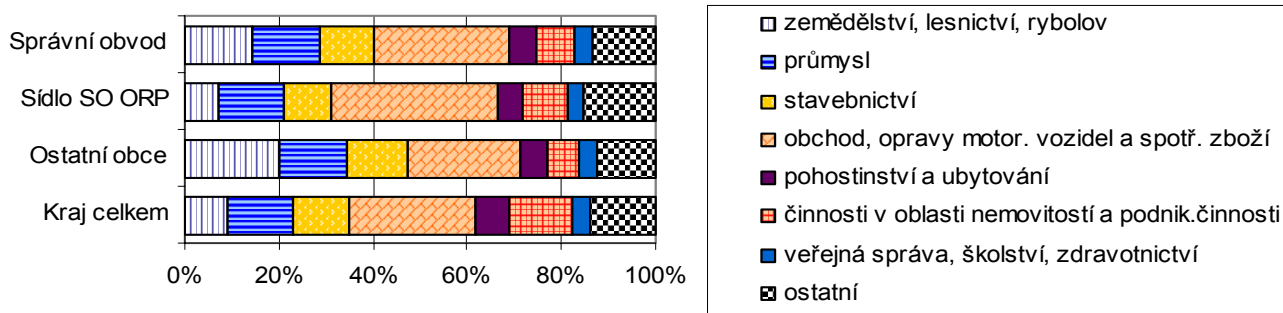 Správní obvod
Sídlo SO ORP
Ostatní obce
Kraj celkem
0% 20% 40% 60% 80% 100%
zemědělství, lesnictví, rybolov
průmysl
stavebnictví
obchod, opravy motor. vozidel a spotř. zboží
pohostinství a ubytování
činnosti v oblasti nemovitostí a podnik.činnosti
veřejná správa, školství, zdravotnictví
ostatní